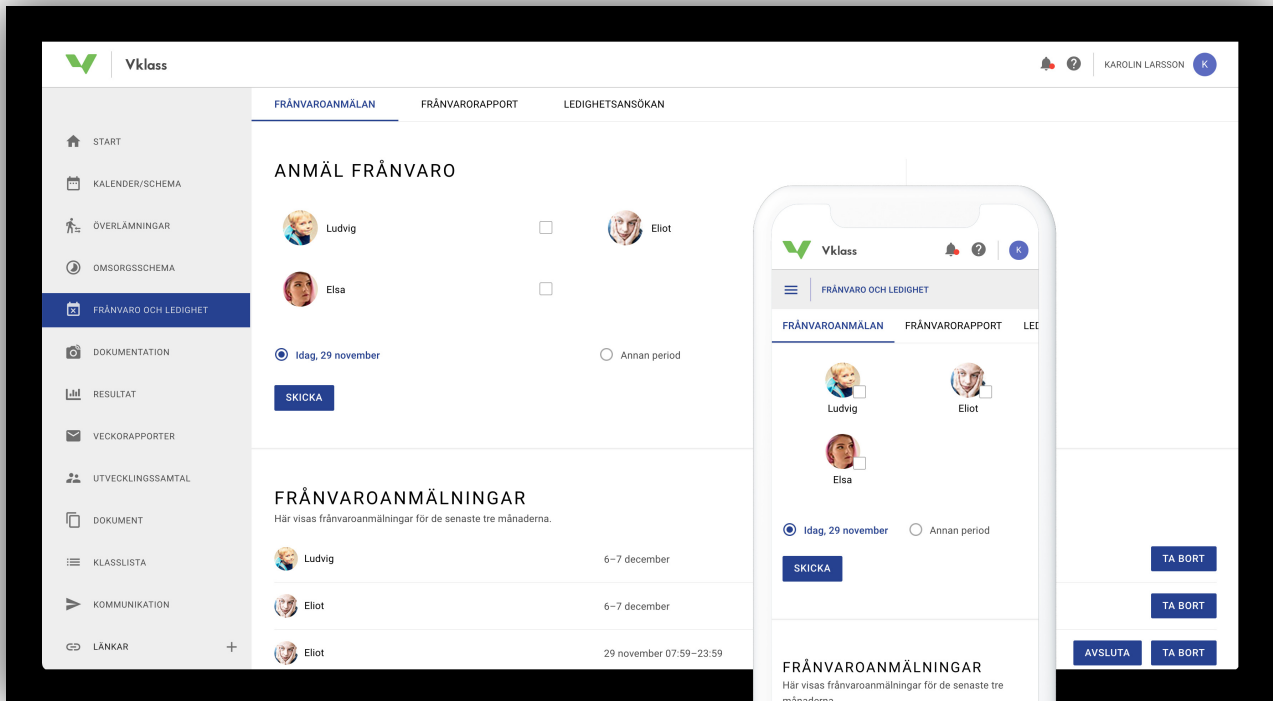 Vklass
KAROLIN LARSSON
K
FRÅNVAROANMÄLAN
FRÅNVARORAPPORT
LEDIGHETSANSÖKAN
START
KALENDER/SCHEMA
ÖVERLÄMNINGAR
OMSORGSSCHEMA
FRÅNVARO OCH LEDIGHET
DOKUMENTATION
RESULTAT
VECKORAPPORTER
UTVECKLINGSSAMTAL
DOKUMENT
KLASSLISTA
KOMMUNIKATION
LÄNKAR +
ANMÄL FRÅNVARO
Ludvig
Eliot
Elsa
Idag, 29 november
Annan period
SKICKA
FRÅNVAROANMÄLNINGAR
Här visas frånvaroanmälningar för de senaste tre månaderna.
Ludvig 6–7 december TA BORT
Eliot 6–7 december TA BORT
Eliot 29 november 07:59–23:59 AVSLUTA TA BORT
Vklass
K
FRÅNVARO OCH LEDIGHET
FRÅNVAROANMÄLAN FRÅNVARORAPPORT LED
Ludvig Eliot
Elsa
Idag, 29 november Annan period
SKICKA
FRÅNVAROANMÄLNINGAR
Här visas frånvaroanmälningar för de senaste tre
månaderna.